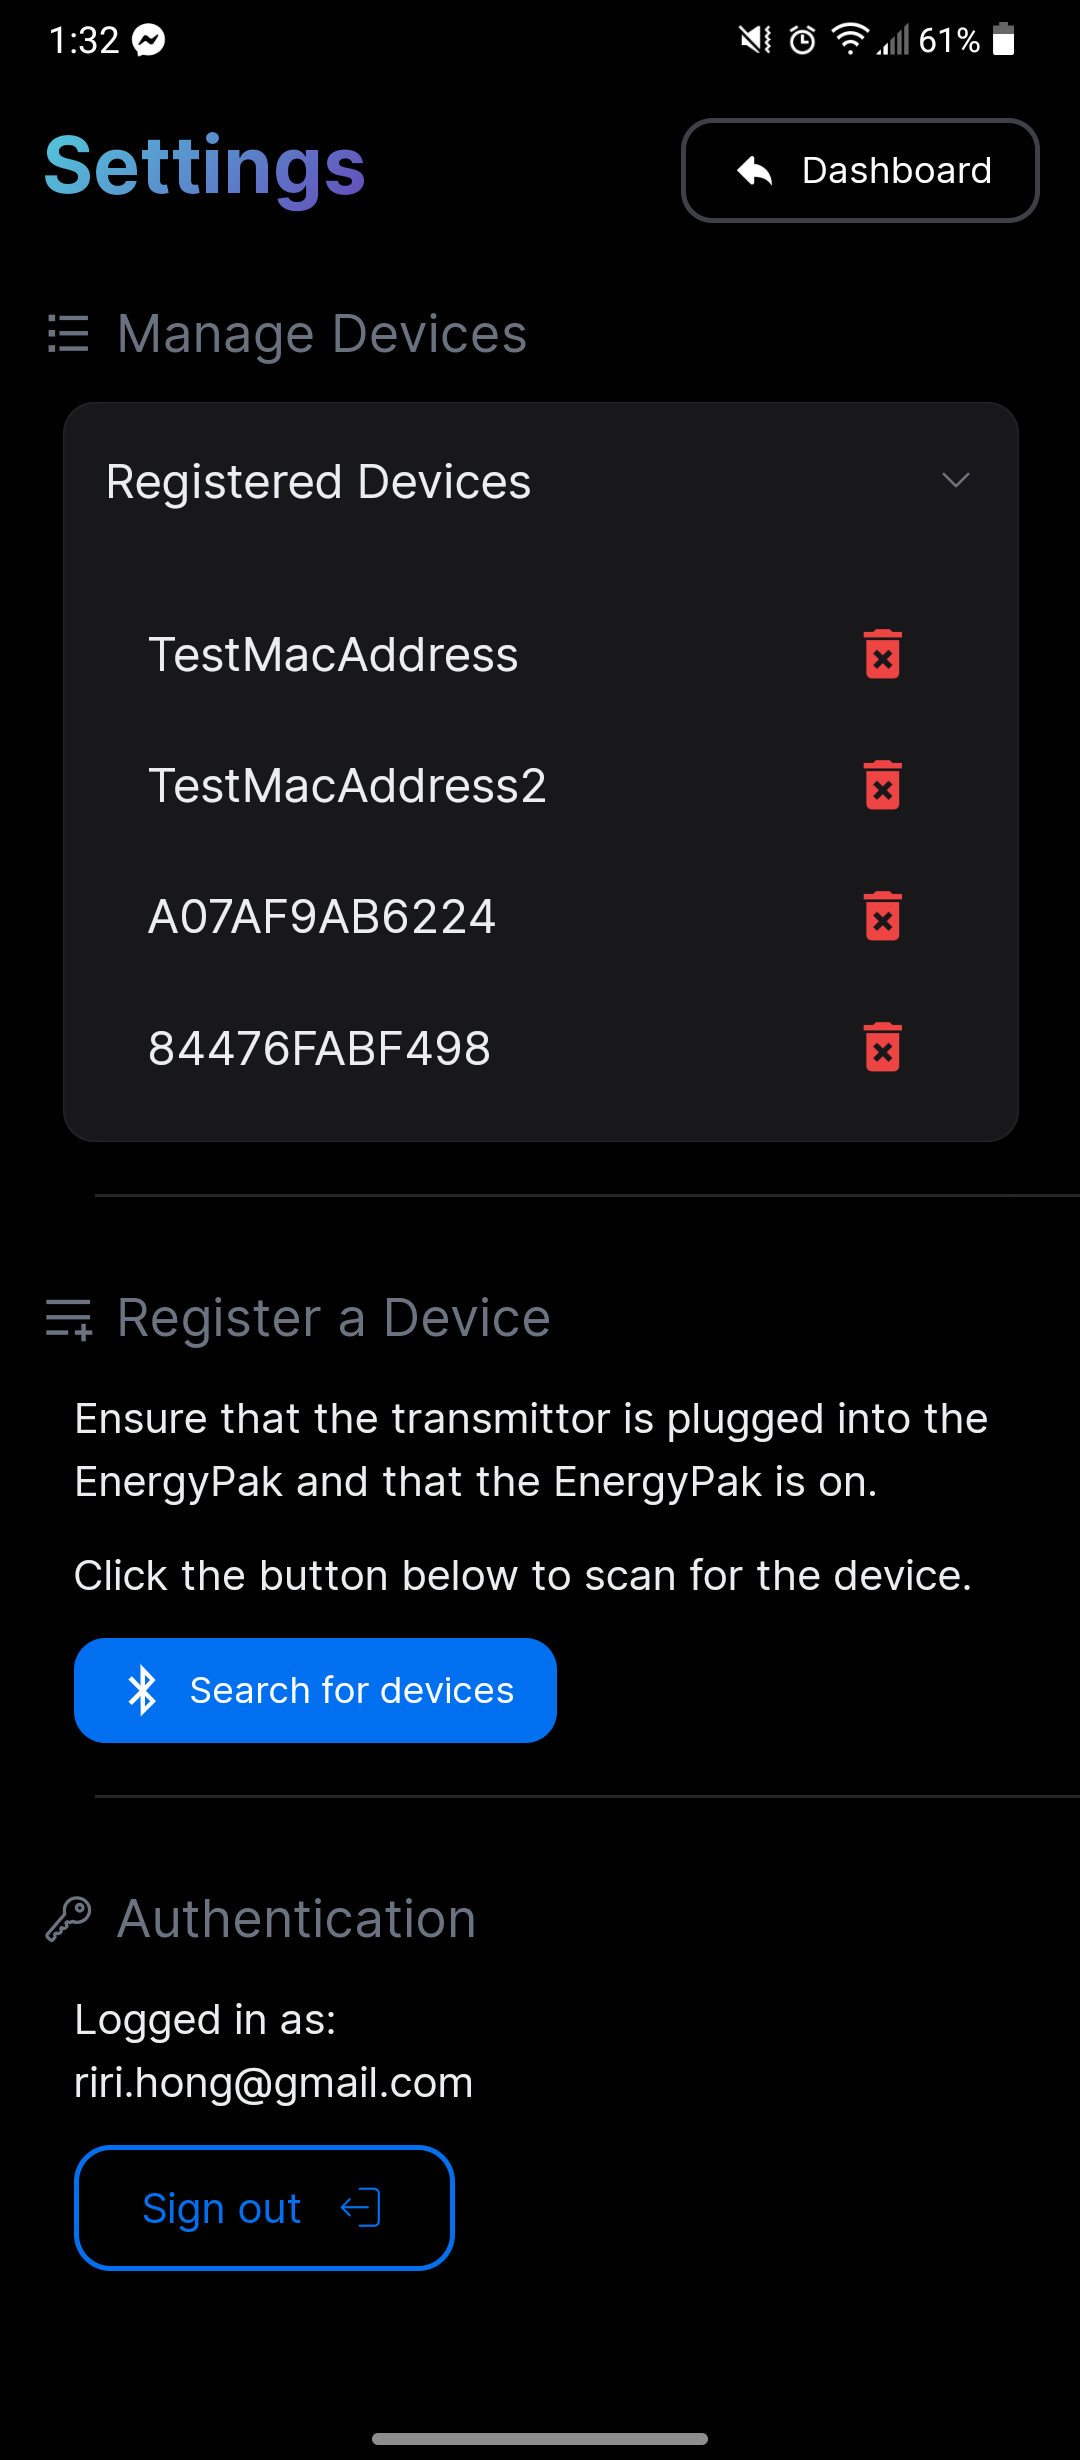 1:32
61%
Settings
Dashboard
Manage Devices
Registered Devices
TestMacAddress
TestMacAddress2
A07AF9AB6224
84476FABF498
Register a Device
Ensure that the transmittor is plugged into the
EnergyPak and that the EnergyPak is on.
Click the button below to scan for the device.
Search for devices
Authentication
Logged in as:
riri.hong@gmail.com
Sign out